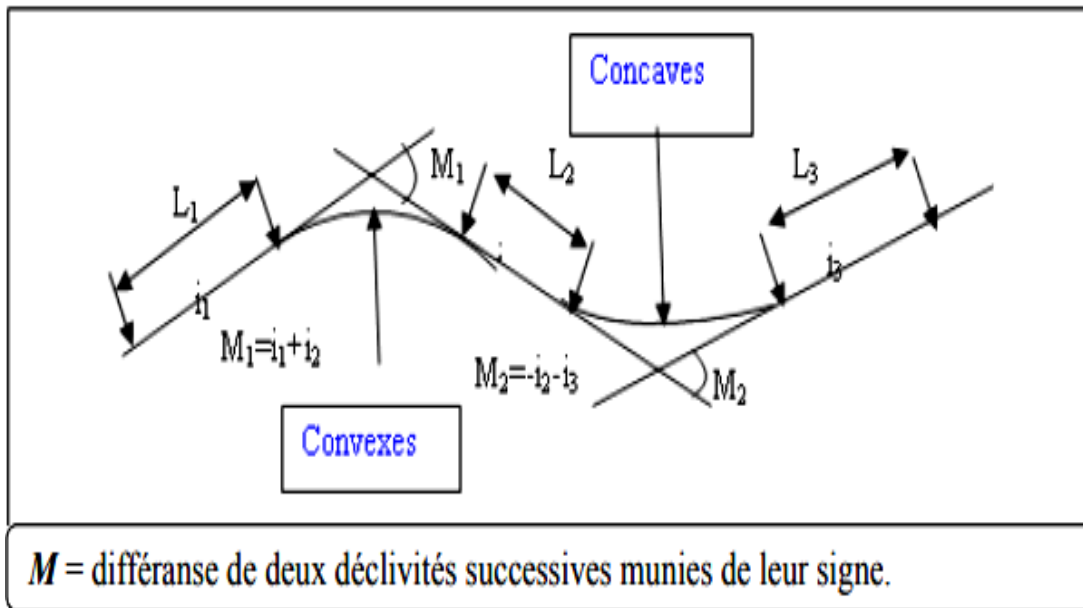 Concaves
M₁
L₂
L₃
L₁
i
i₁
i₃
M₁=i₁+i₂
M₂=-i₂-i₃
M₂
Convexes
M = différanse de deux déclivités successives munies de leur signe.